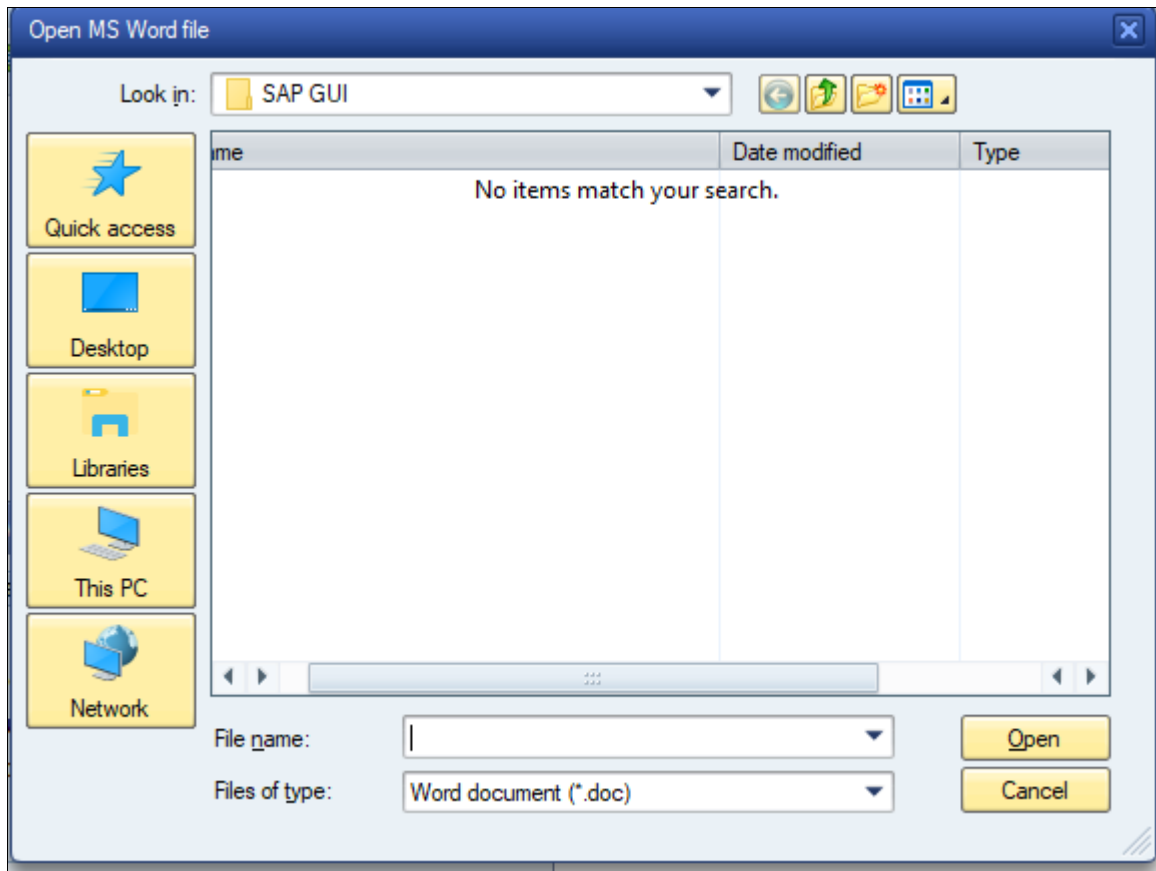 Open MS Word file
Look in: SAP GUI
ame Date modified Type
No items match your search.
Quick access
Desktop
Libraries
This PC
Network
File name: Open
Files of type: Word document (*.doc) Cancel